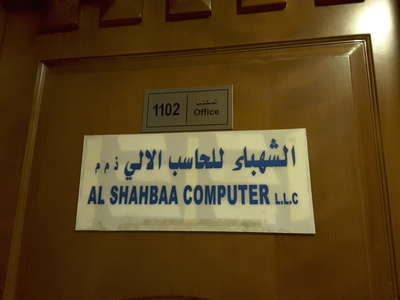 1102 المكتب
Office
الشهباء للحاسب الالي ذ م م
AL SHAHBAA COMPUTER L.L.C